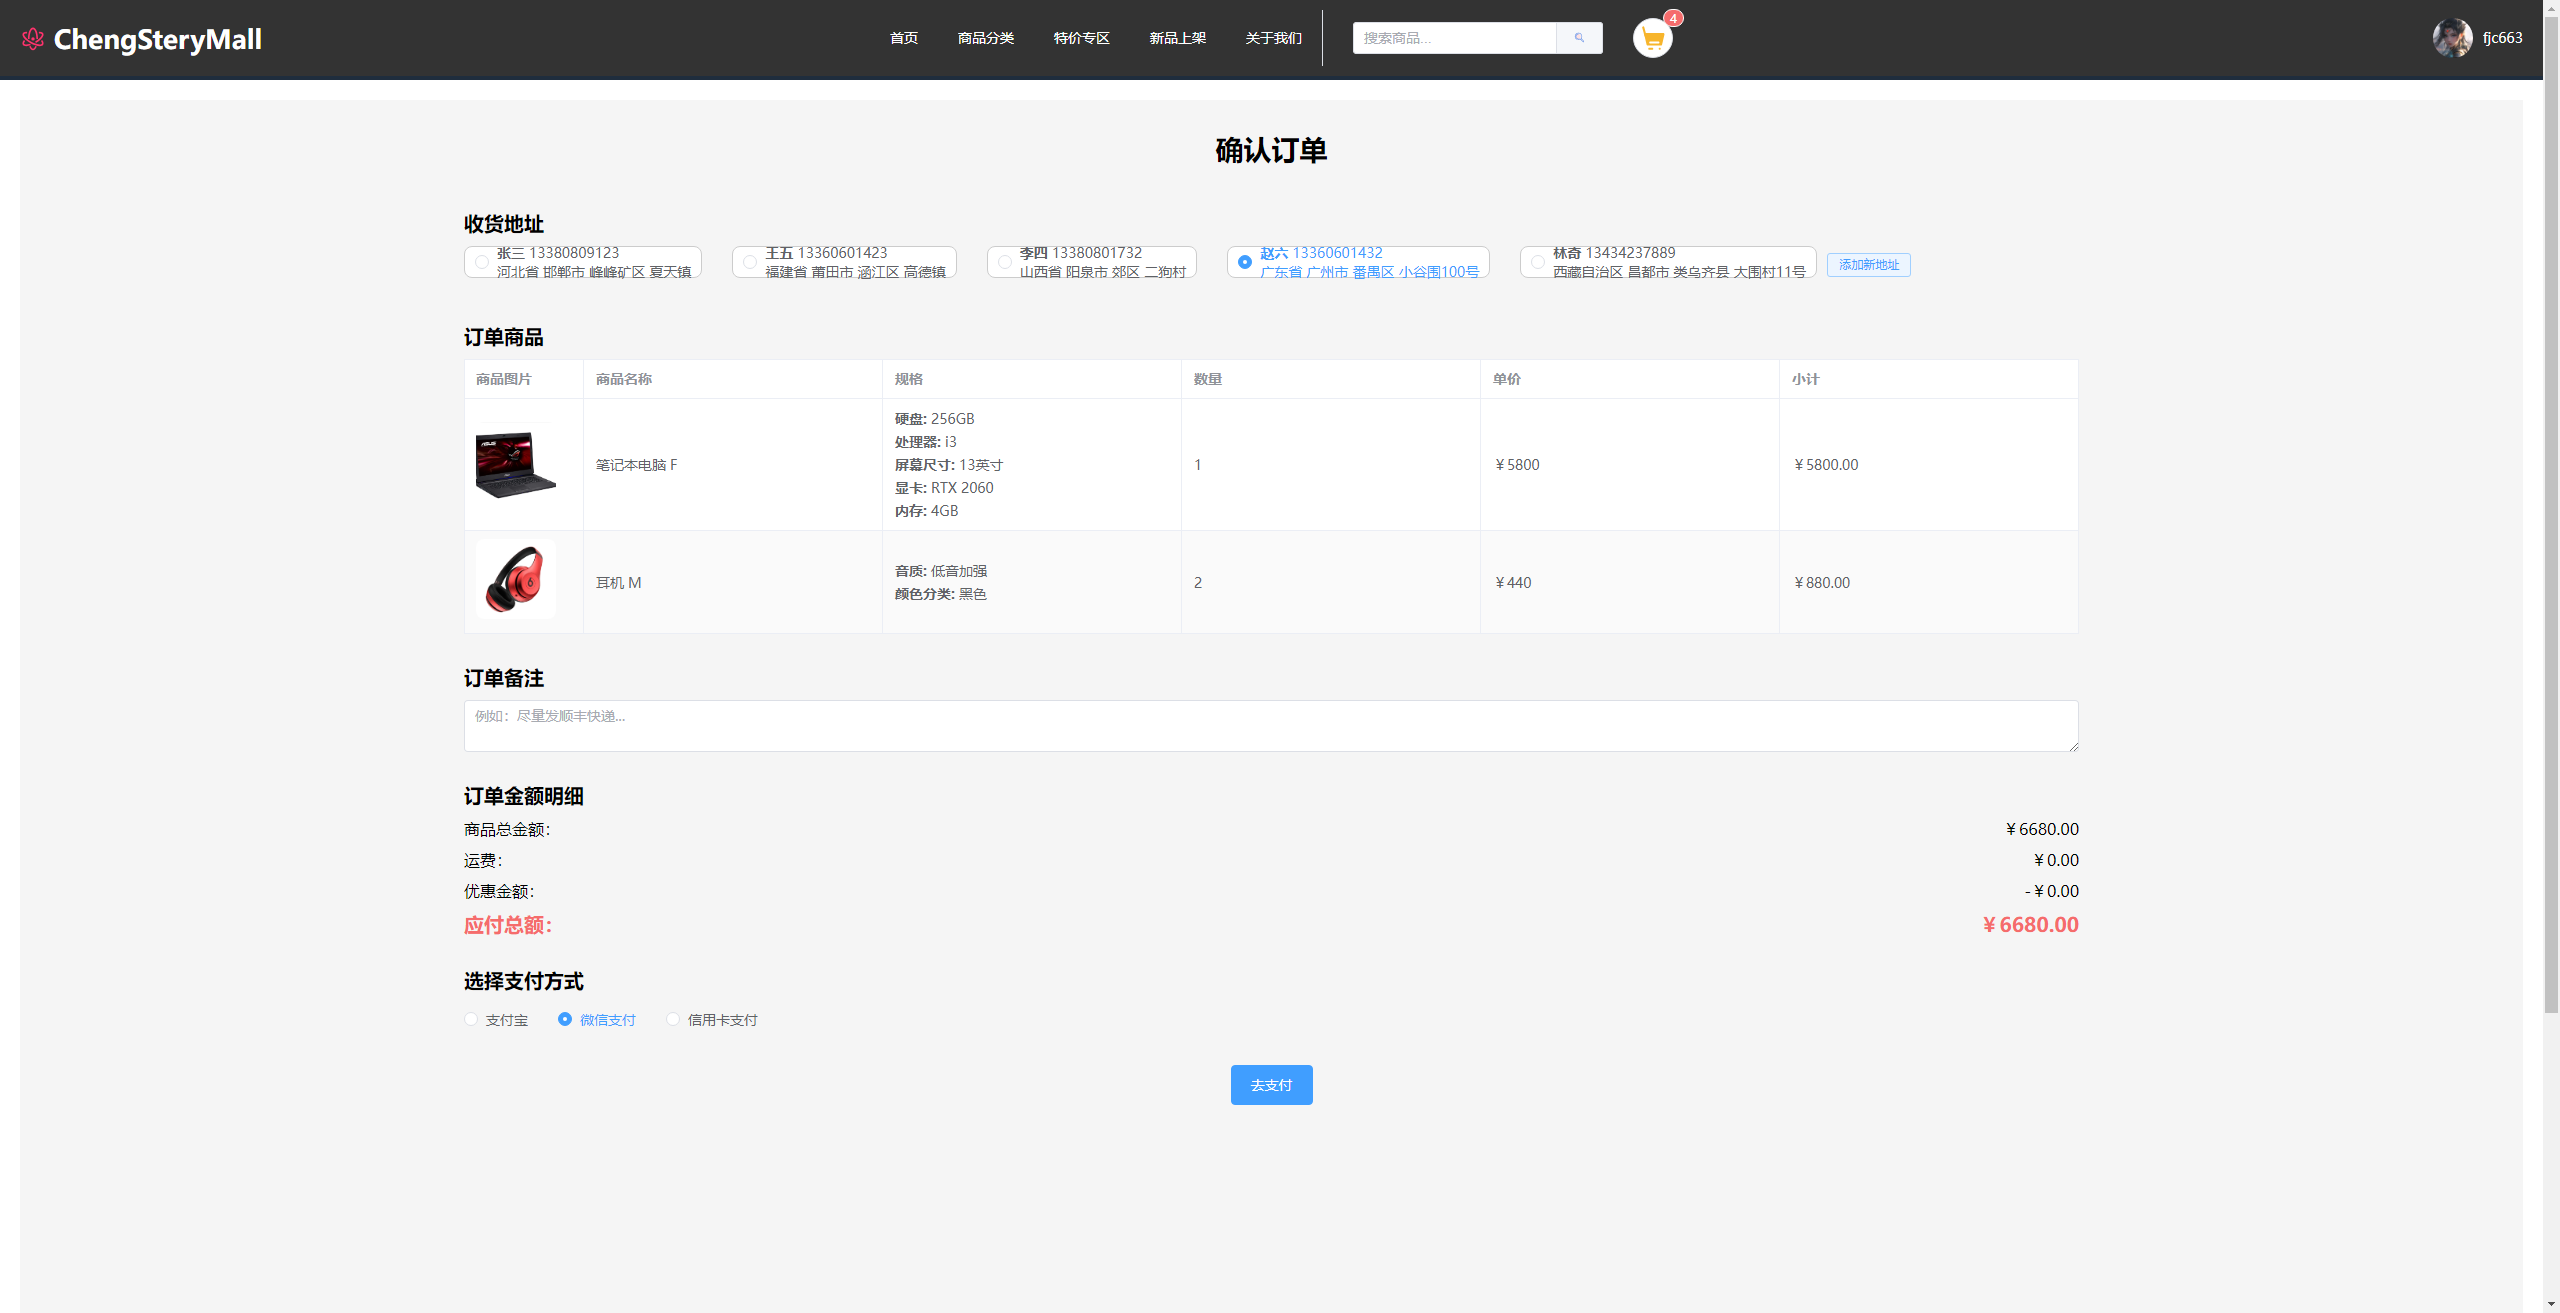 ChengSteryMall
首页 商品分类 特价专区 新品上架 关于我们 搜索商品... 4 fjc663
确认订单
收货地址
张三 13380809123
河北省 邯郸市 峰峰矿区 夏天镇
王五 13360601423
福建省 莆田市 涵江区 高德镇
李四 13380801732
山西省 阳泉市 郊区 二狗村
赵六 13360601432
广东省 广州市 番禺区 小谷围100号
林奇 13434237889
西藏自治区 昌都市 类乌齐县 大围村11号
添加新地址
订单商品
商品图片 商品名称 规格 数量 单价 小计
硬盘: 256GB
处理器: i3
屏幕尺寸: 13英寸
显卡: RTX 2060
内存: 4GB
笔记本电脑 F 1 ￥5800 ￥5800.00
音质: 低音加强
颜色分类: 黑色
耳机 M 2 ￥440 ￥880.00
订单备注
例如：尽量发顺丰快递...
订单金额明细
商品总金额： ￥6680.00
运费： ￥0.00
优惠金额： -￥0.00
应付总额： ￥6680.00
选择支付方式
支付宝 微信支付 信用卡支付
去支付